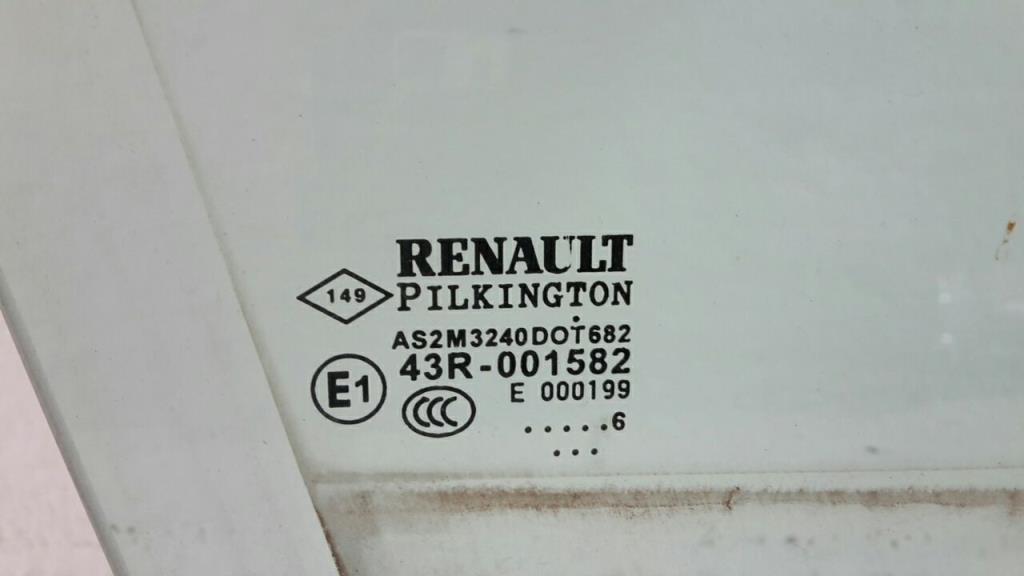 RENAULT
149 PILKINGTON
AS2M3240DOT682
43R-001582
E1
E 000199
CCC
.....6
...